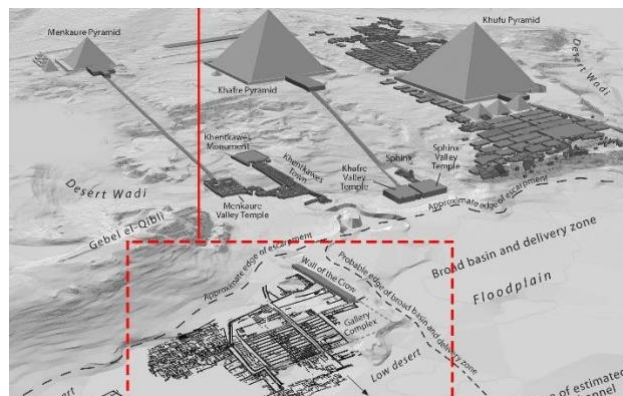 Khufu Pyramid
Menkaure Pyramid
Desert Wadi
Khafre Pyramid
Khentkawes
Monument
Khentkawes
Town
Sphinx
Sphinx
Valley
Temple
Khafre
Valley
Temple
Desert Wadi
Menkaure
Valley Temple
Gebel el-Qibli
Approximate edge of escarpment
Approximate edge of escarpment
Wall of the Crow
Probable edge of broad basin and delivery zone
Broad basin and delivery zone
Floodplain
Gallery
Complex
Low desert
desert
e of estimated
nnel